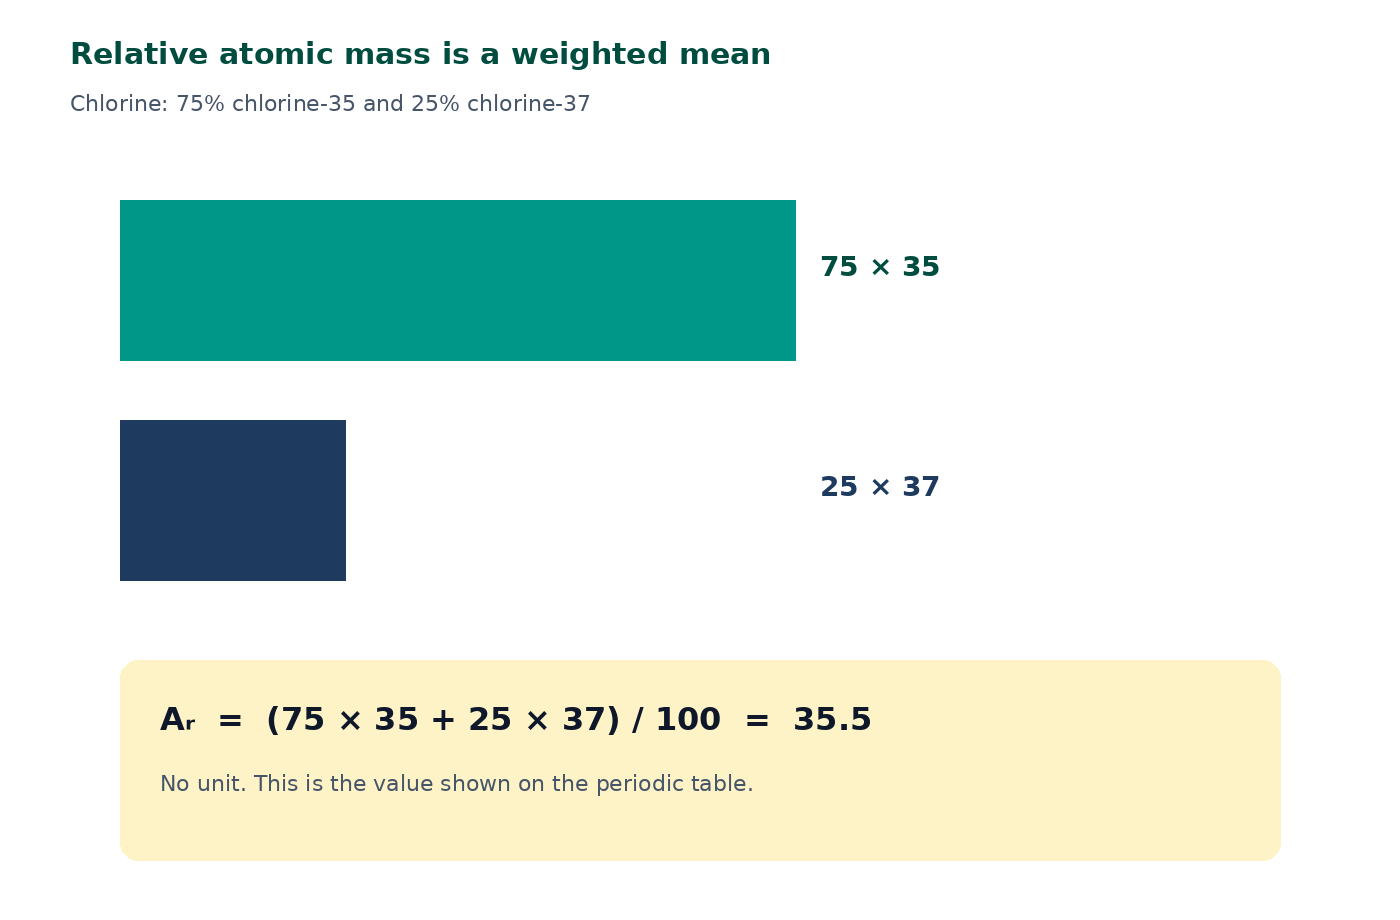 Relative atomic mass is a weighted mean
Chlorine: 75% chlorine-35 and 25% chlorine-37
75 × 35
25 × 37
Aᵣ = (75 × 35 + 25 × 37) / 100 = 35.5
No unit. This is the value shown on the periodic table.